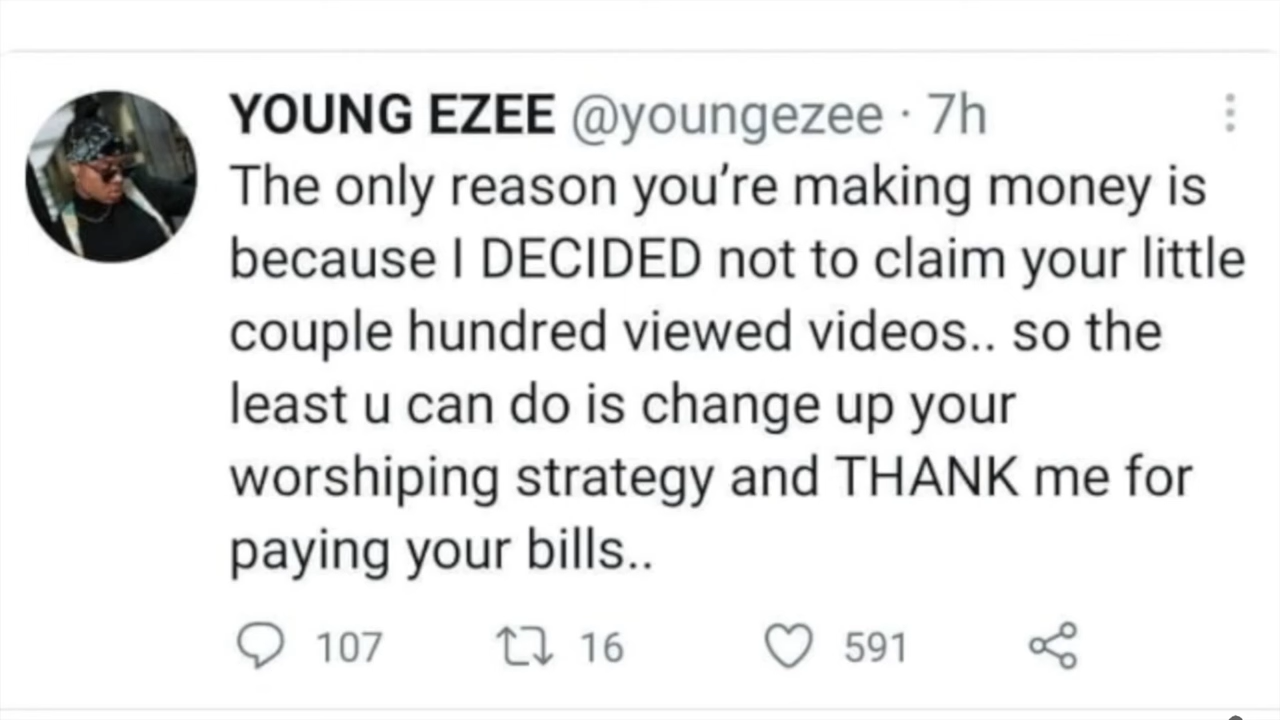 YOUNG EZEE @youngezee · 7h
The only reason you’re making money is
because I DECIDED not to claim your little
couple hundred viewed videos.. so the
least u can do is change up your
worshiping strategy and THANK me for
paying your bills..
107 16 591